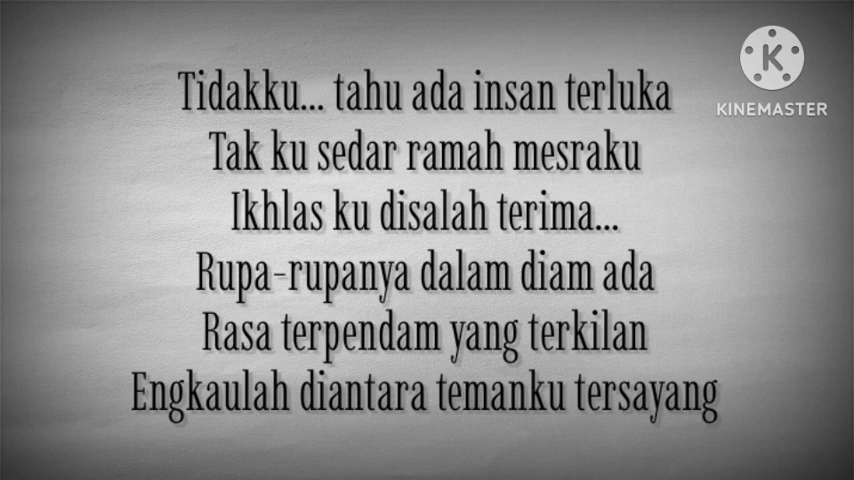 Tidakku... tahu ada insan terluka
Tak ku sedar ramah mesraku
Ikhlas ku disalah terima...
Rupa-rupanya dalam diam ada
Rasa terpendam yang terkilan
Engkaulah diantara temanku tersayang
K
KINEMASTER